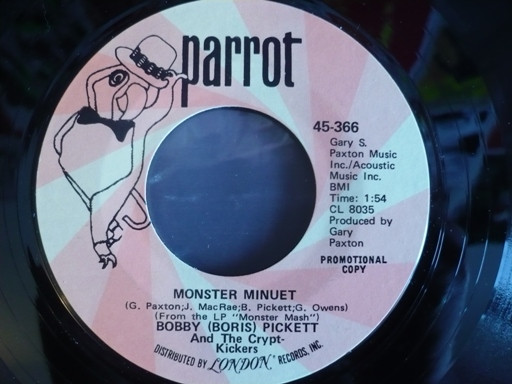 parrot
45-366
Gary S.
Paxton Music
Inc./Acoustic
Music Inc.
BMI
Time: 1:54
CL 8035
Produced by
Gary
Paxton
PROMOTIONAL
COPY
MONSTER MINUET
(G. Paxton;J. MacRae;B. Pickett;G. Owens)
(From the LP "Monster Mash")
BOBBY (BORIS) PICKETT
And The Crypt-
Kickers
DISTRIBUTED BY LONDON® RECORDS, INC.